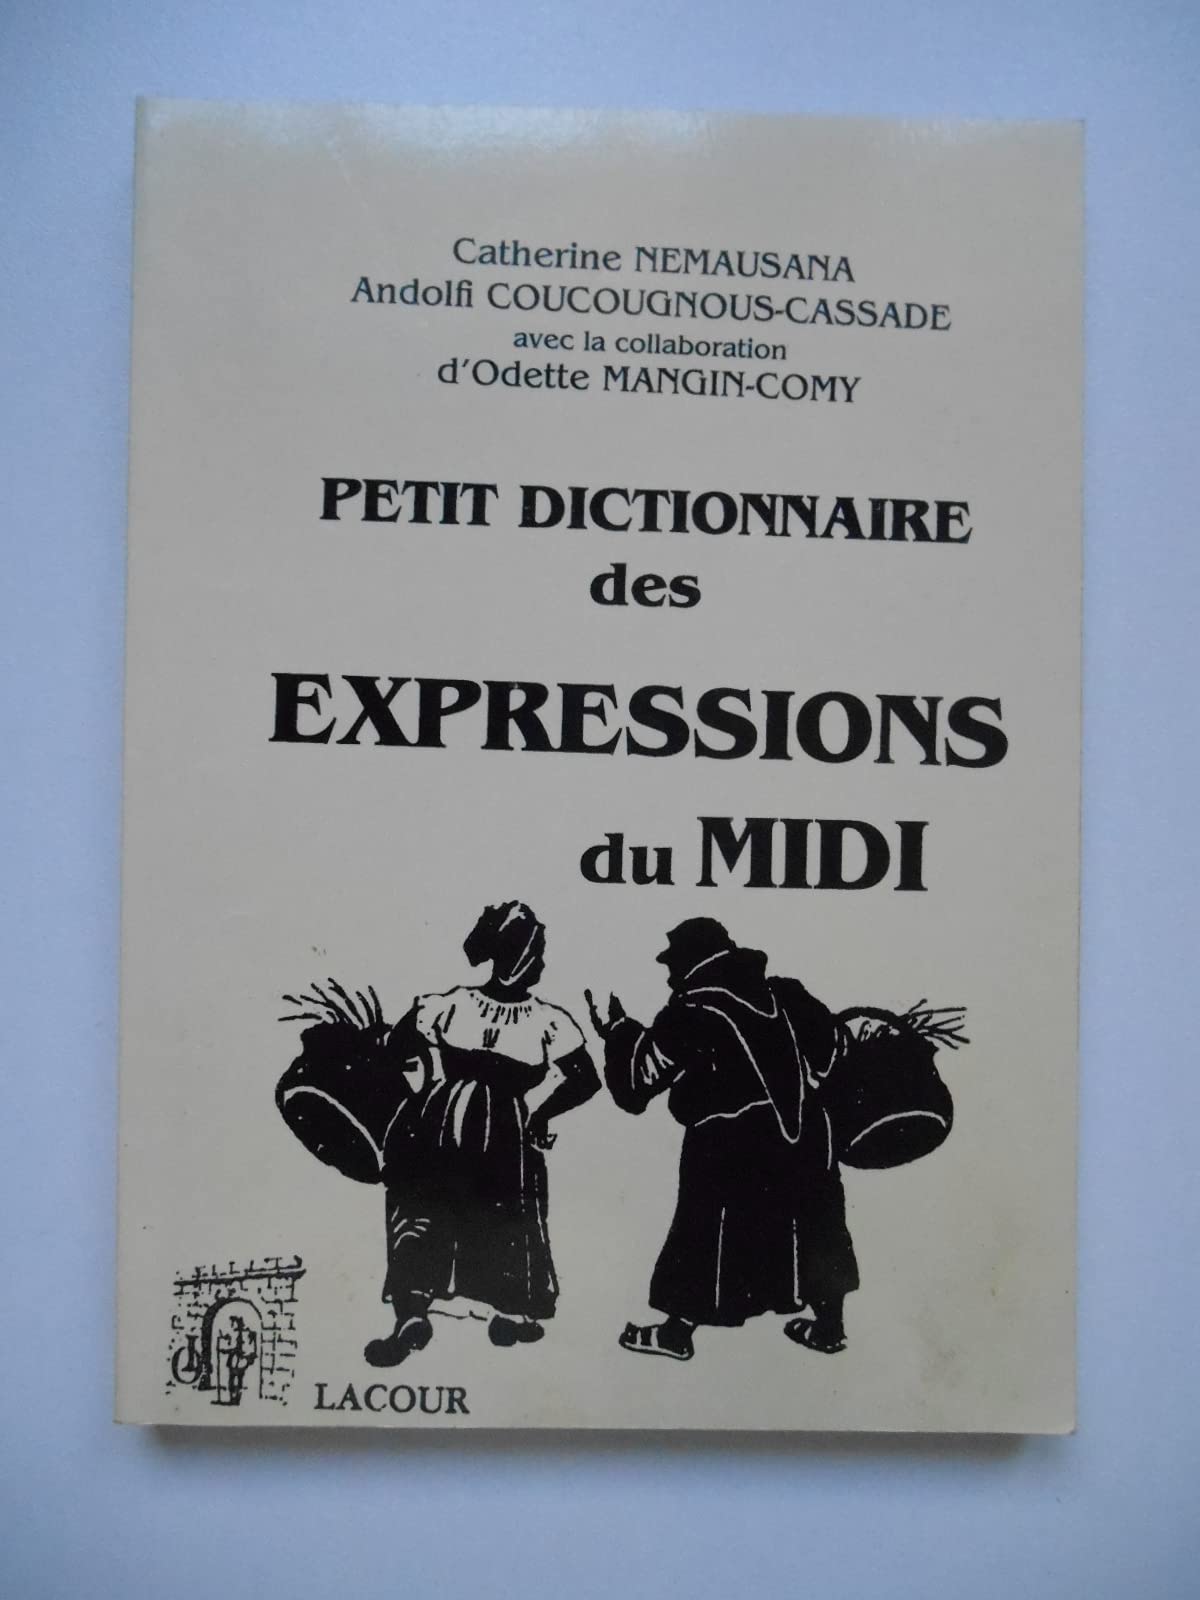 Catherine NEMAUSANA
Andolfi COUCOUGNOUS-CASSADE
avec la collaboration
d'Odette MANGIN-COMY
PETIT DICTIONNAIRE
des
EXPRESSIONS
du MIDI
LACOUR